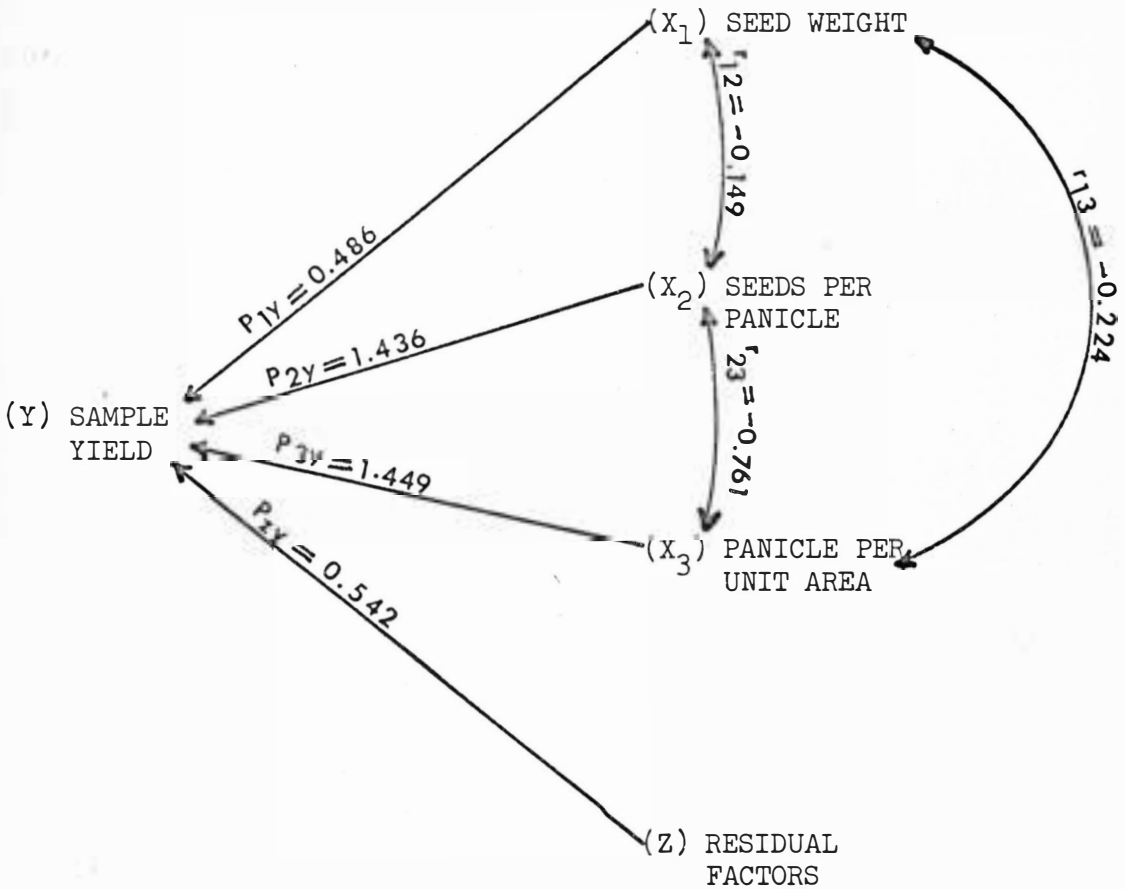 (X₁) SEED WEIGHT
r12 = -0.149
r13 = -0.224
P1Y = 0.486
(X₂) SEEDS PER
PANICLE
P2Y = 1.436
r23 = -0.761
(Y) SAMPLE
YIELD
P3Y = 1.449
(X₃) PANICLE PER
UNIT AREA
PzY = 0.542
(Z) RESIDUAL
FACTORS